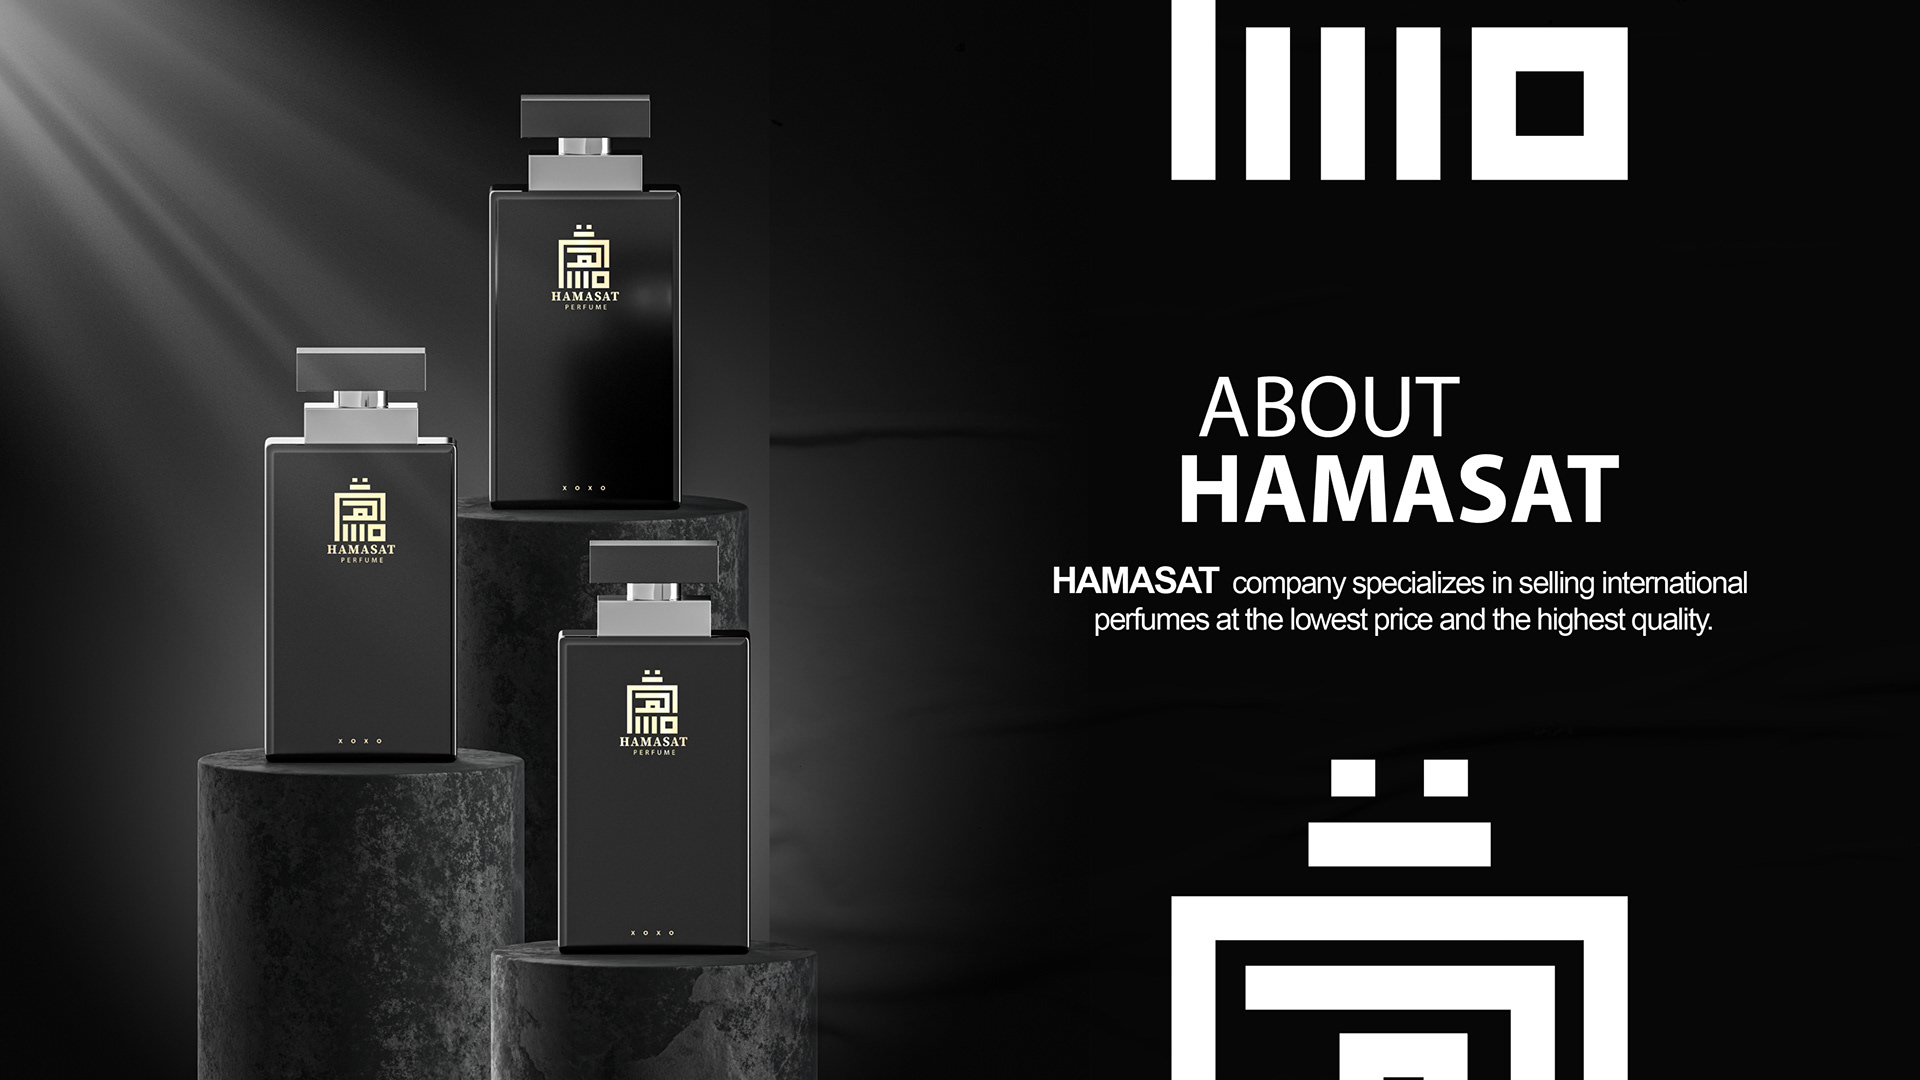 HAMASAT
PERFUME
XOXO
HAMASAT
PERFUME
XOXO
HAMASAT
PERFUME
XOXO
ABOUT
HAMASAT
HAMASAT company specializes in selling international
perfumes at the lowest price and the highest quality.